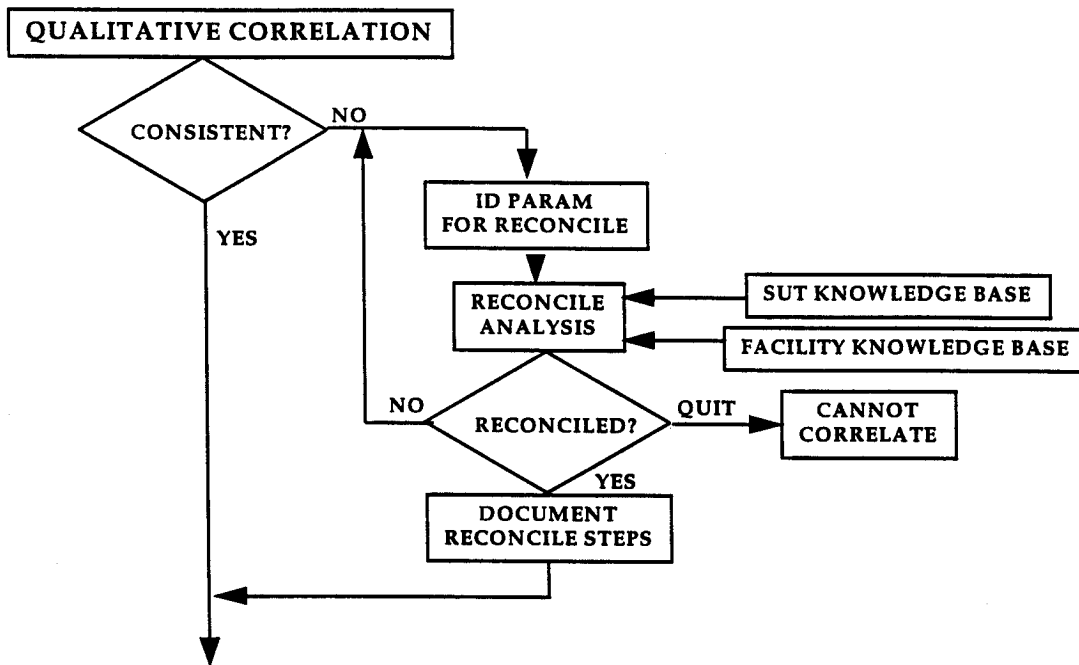 QUALITATIVE CORRELATION
CONSISTENT?
NO
YES
ID PARAM
FOR RECONCILE
RECONCILE
ANALYSIS
SUT KNOWLEDGE BASE
FACILITY KNOWLEDGE BASE
NO
RECONCILED?
QUIT
CANNOT
CORRELATE
YES
DOCUMENT
RECONCILE STEPS